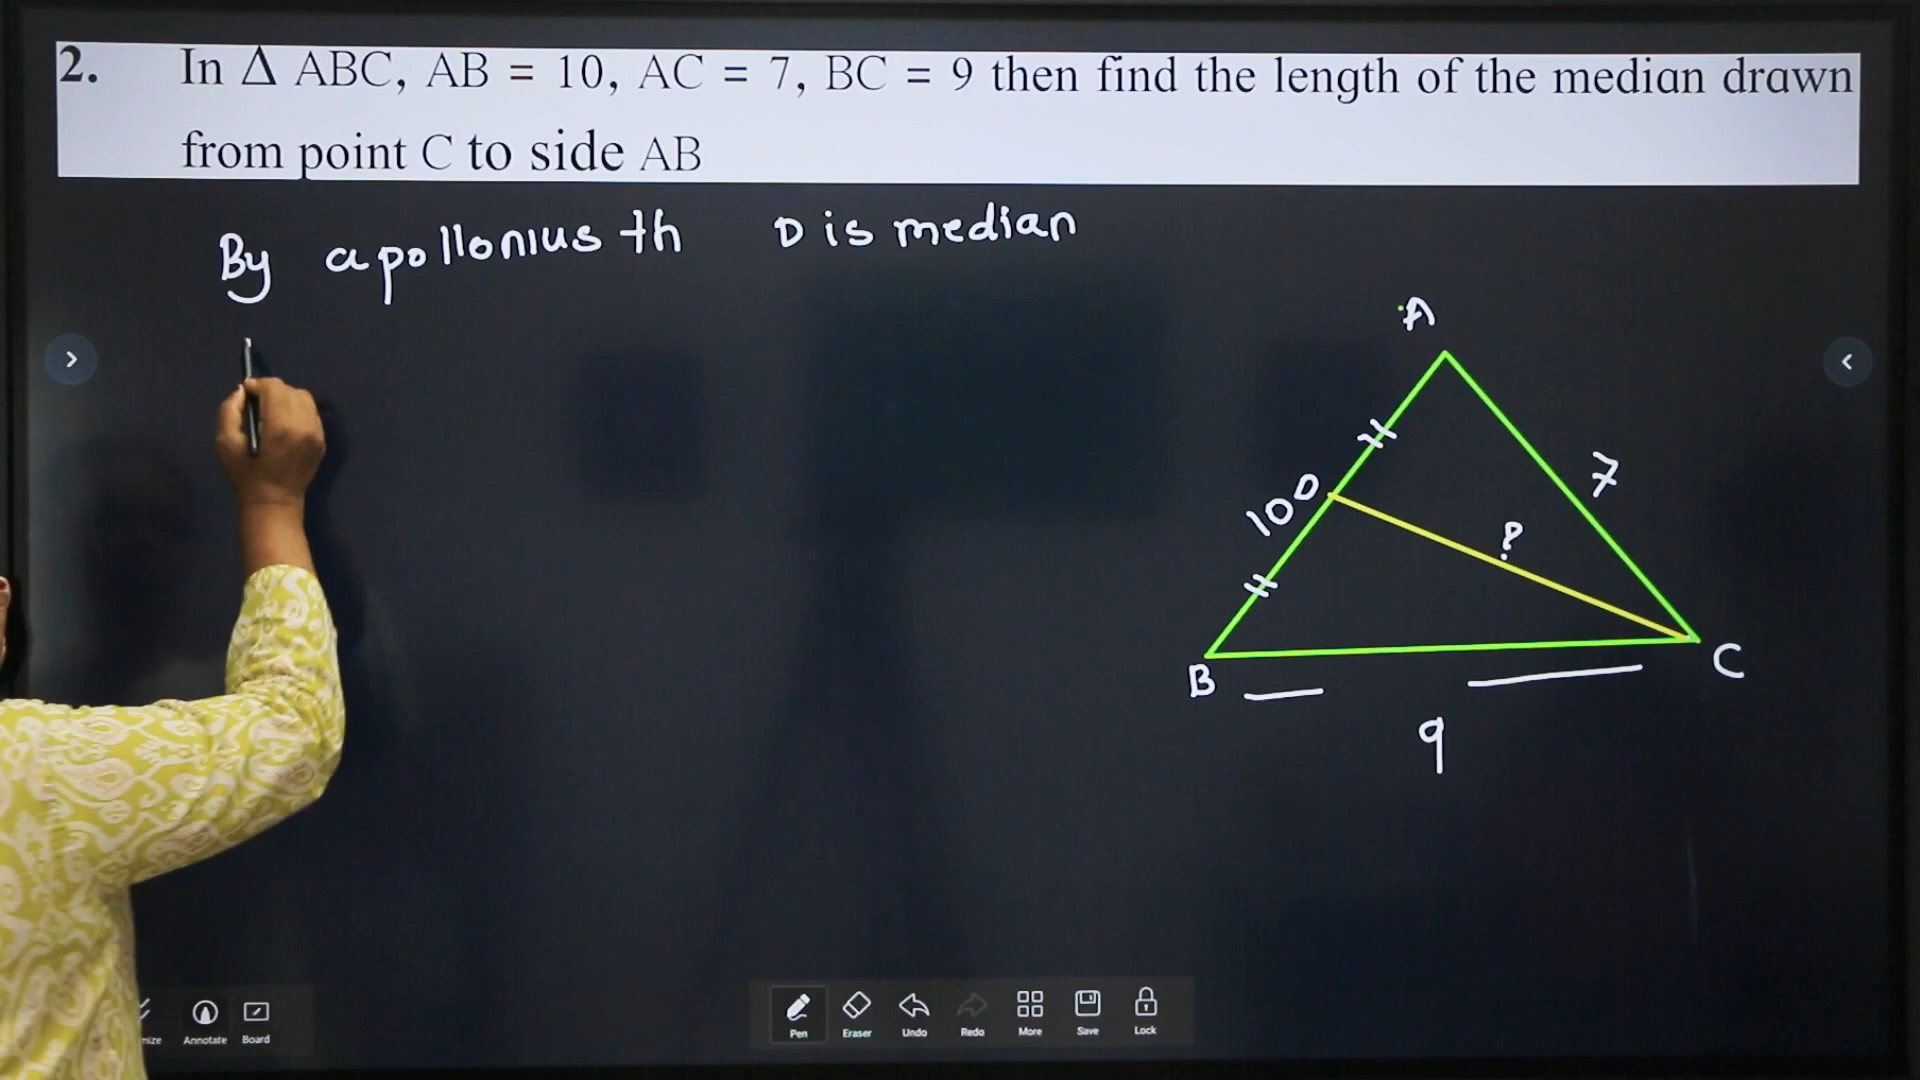 2. In Δ ABC, AB = 10, AC = 7, BC = 9 then find the length of the median drawn
from point C to side AB
By apollonius th D is median
A
10 D
7
?
B
C
9
Annotate
Board
Pen
Eraser
Undo
Redo
More
Save
Lock